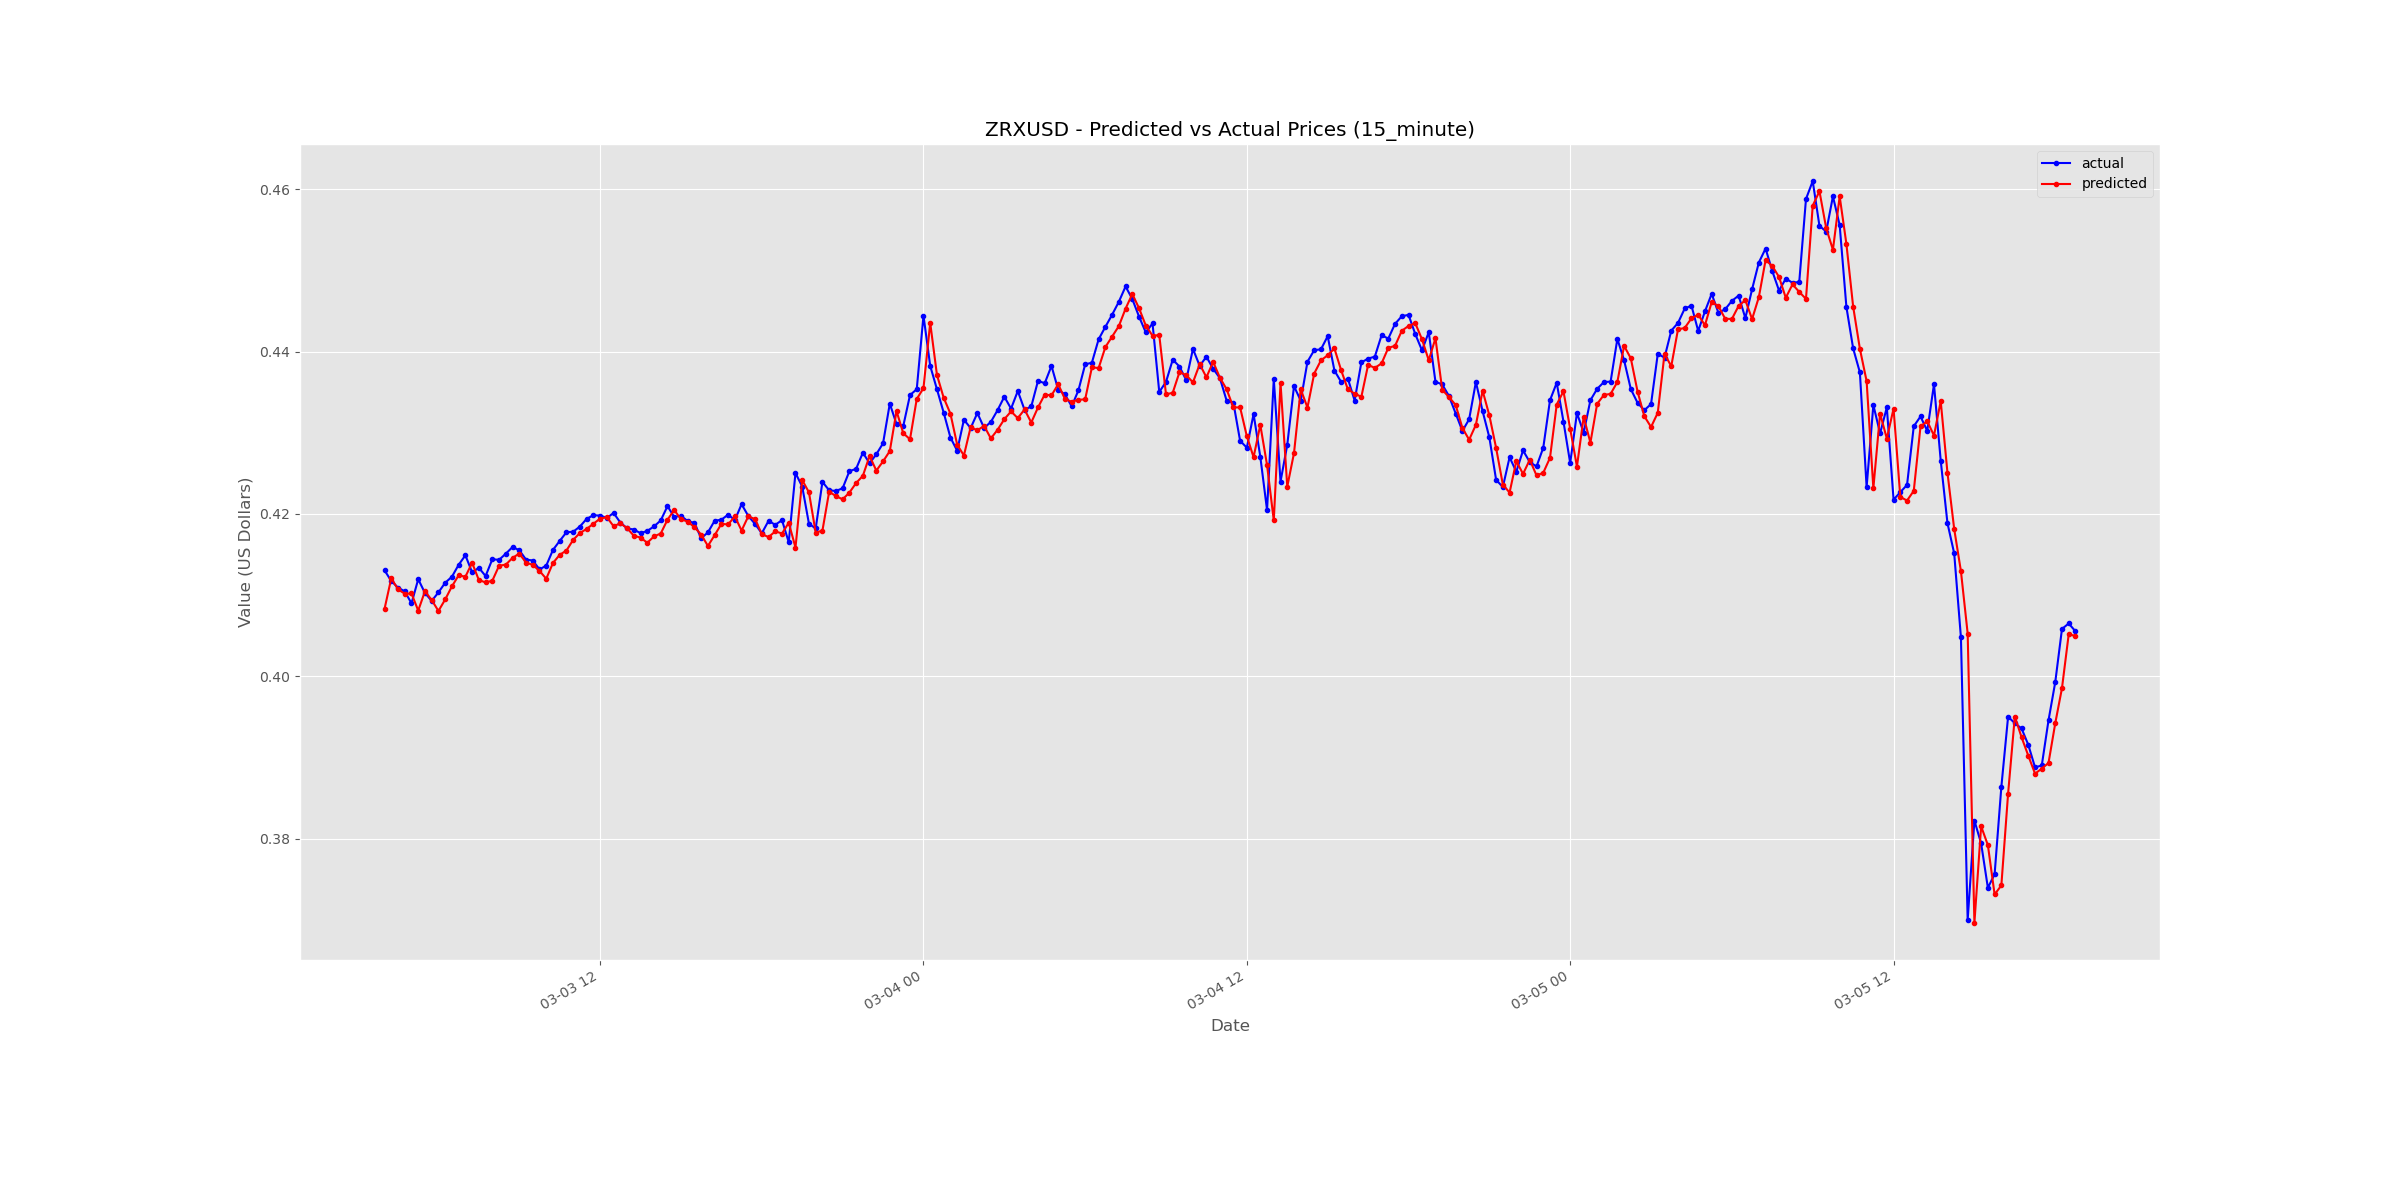 ZRXUSD - Predicted vs Actual Prices (15_minute)
actual
predicted
0.46
0.44
0.42
0.40
0.38
Value (US Dollars)
03-03 12
03-04 00
03-04 12
03-05 00
03-05 12
Date